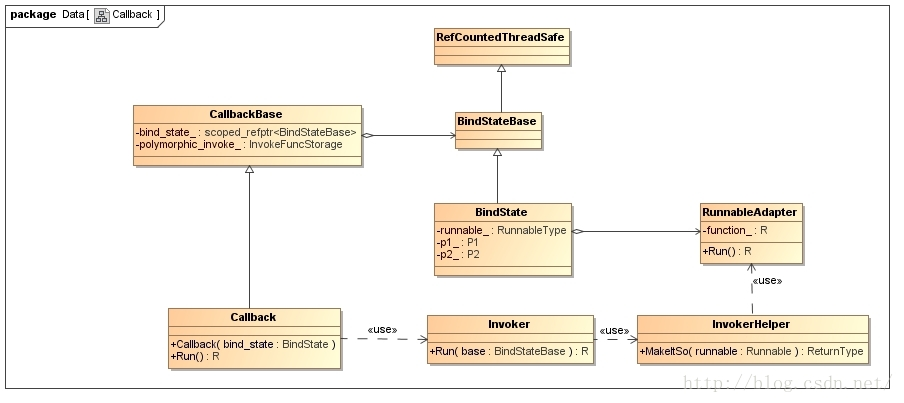 package Data[ Callback ]
RefCountedThreadSafe
CallbackBase
-bind_state_ : scoped_refptr<BindStateBase>
-polymorphic_invoke_ : InvokeFuncStorage
BindStateBase
BindState
-runnable_ : RunnableType
-p1_ : P1
-p2_ : P2
RunnableAdapter
-function_ : R
+Run() : R
«use»
Callback
+Callback( bind_state : BindState )
+Run() : R
«use»
Invoker
+Run( base : BindStateBase ) : R
«use»
InvokerHelper
+MakeItSo( runnable : Runnable ) : ReturnType
http://blog.csdn.net/